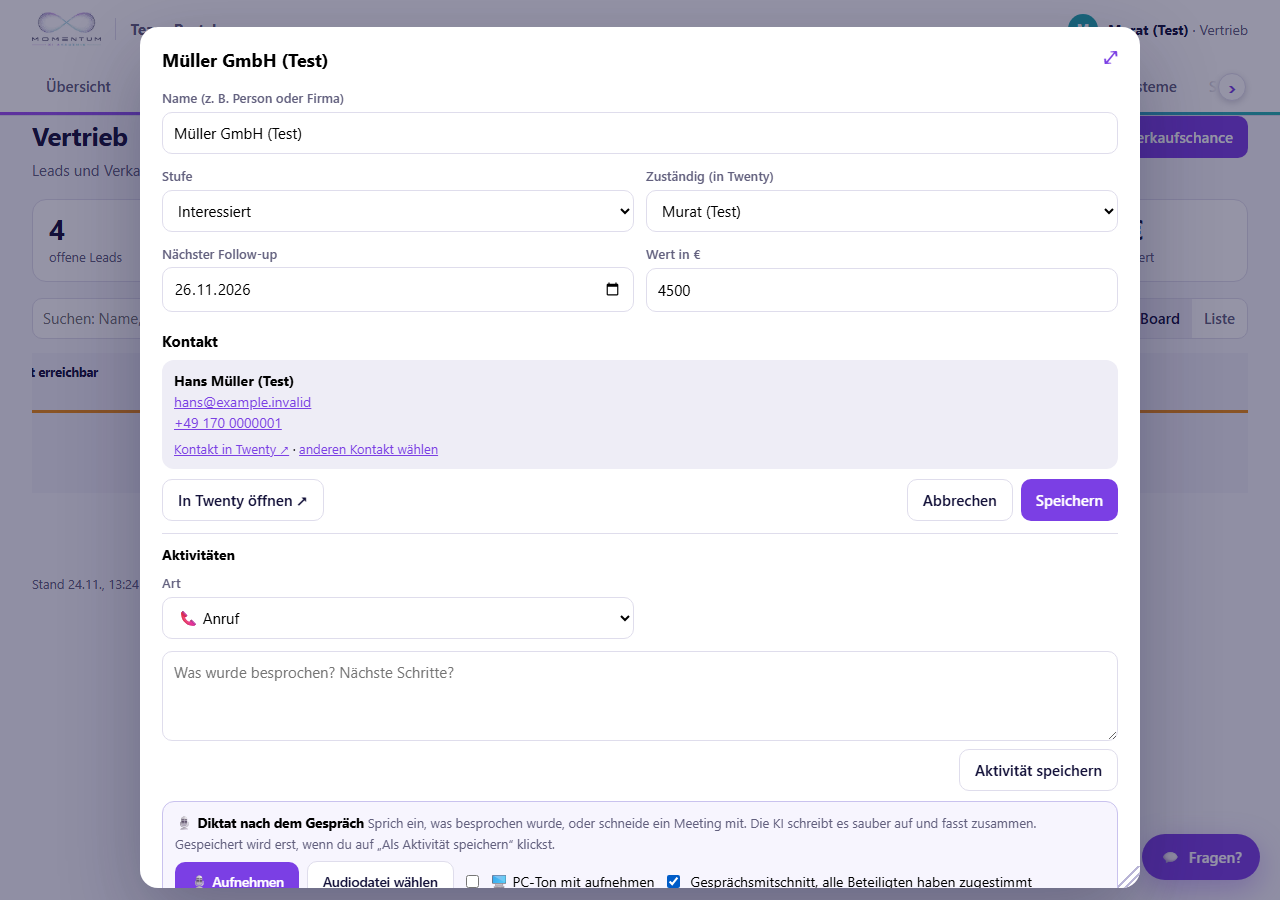 MOMENTUM
Murat (Test) · Vertrieb
Übersicht
›
Vertrieb
Leads und Verka
4
offene Leads
Suchen: Name,
Board
Liste
t erreichbar
Stand 24.11., 13:24
Müller GmbH (Test)
Name (z. B. Person oder Firma)
Müller GmbH (Test)
Stufe
Zuständig (in Twenty)
Interessiert
Murat (Test)
Nächster Follow-up
Wert in €
26.11.2026
4500
Kontakt
Hans Müller (Test)
hans@example.invalid
+49 170 0000001
Kontakt in Twenty ↗ · anderen Kontakt wählen
In Twenty öffnen ↗
Abbrechen
Speichern
Aktivitäten
Art
📞 Anruf
Was wurde besprochen? Nächste Schritte?
Aktivität speichern
🎙 Diktat nach dem Gespräch Sprich ein, was besprochen wurde, oder schneide ein Meeting mit. Die KI schreibt es sauber auf und fasst zusammen.
Gespeichert wird erst, wenn du auf „Als Aktivität speichern“ klickst.
🎙 Aufnehmen
Audiodatei wählen
🖥 PC-Ton mit aufnehmen
Gesprächsmitschnitt, alle Beteiligten haben zugestimmt
💬 Fragen?